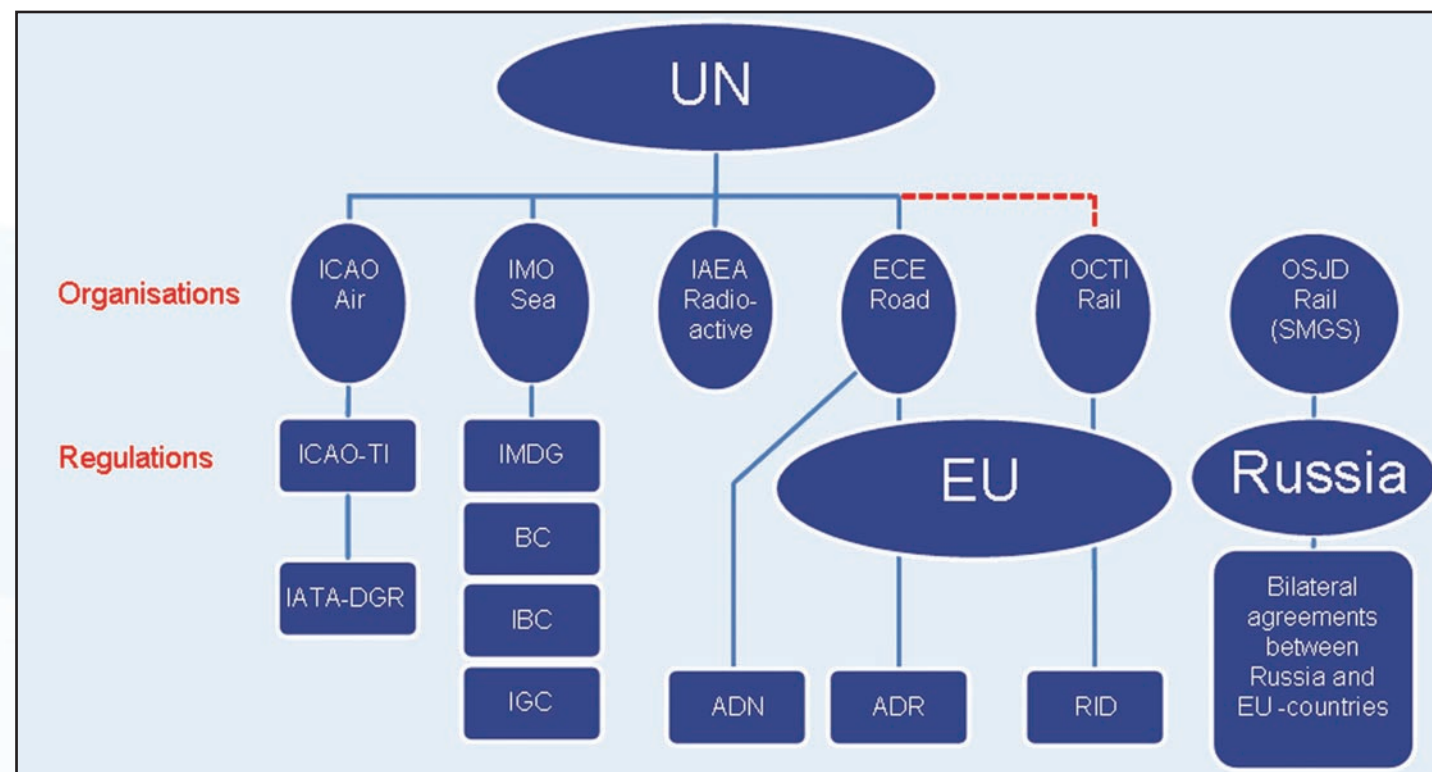 UN
Organisations
ICAO
Air
IMO
Sea
IAEA
Radio-
active
ECE
Road
OCTI
Rail
OSJD
Rail
(SMGS)
Regulations
ICAO-TI
IMDG
EU
Russia
BC
IATA-DGR
IBC
IGC
ADN
ADR
RID
Bilateral
agreements
between
Russia and
EU -countries